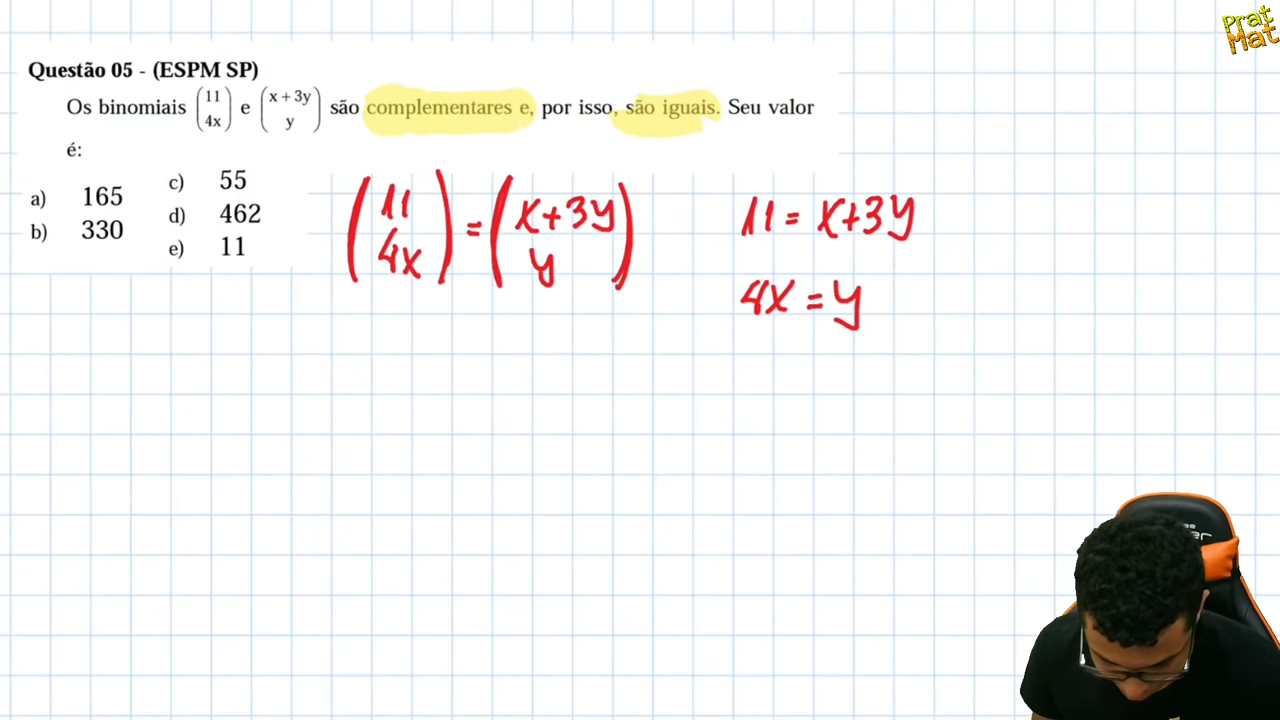 Prat
Mat
Questão 05 - (ESPM SP)
Os binomiais (11 4x) e (x + 3y y) são complementares e, por isso, são iguais. Seu valor
é:
a) 165
b) 330
c) 55
d) 462
e) 11
(11 4x) = (x+3y y)
11 = x+3y
4x = y